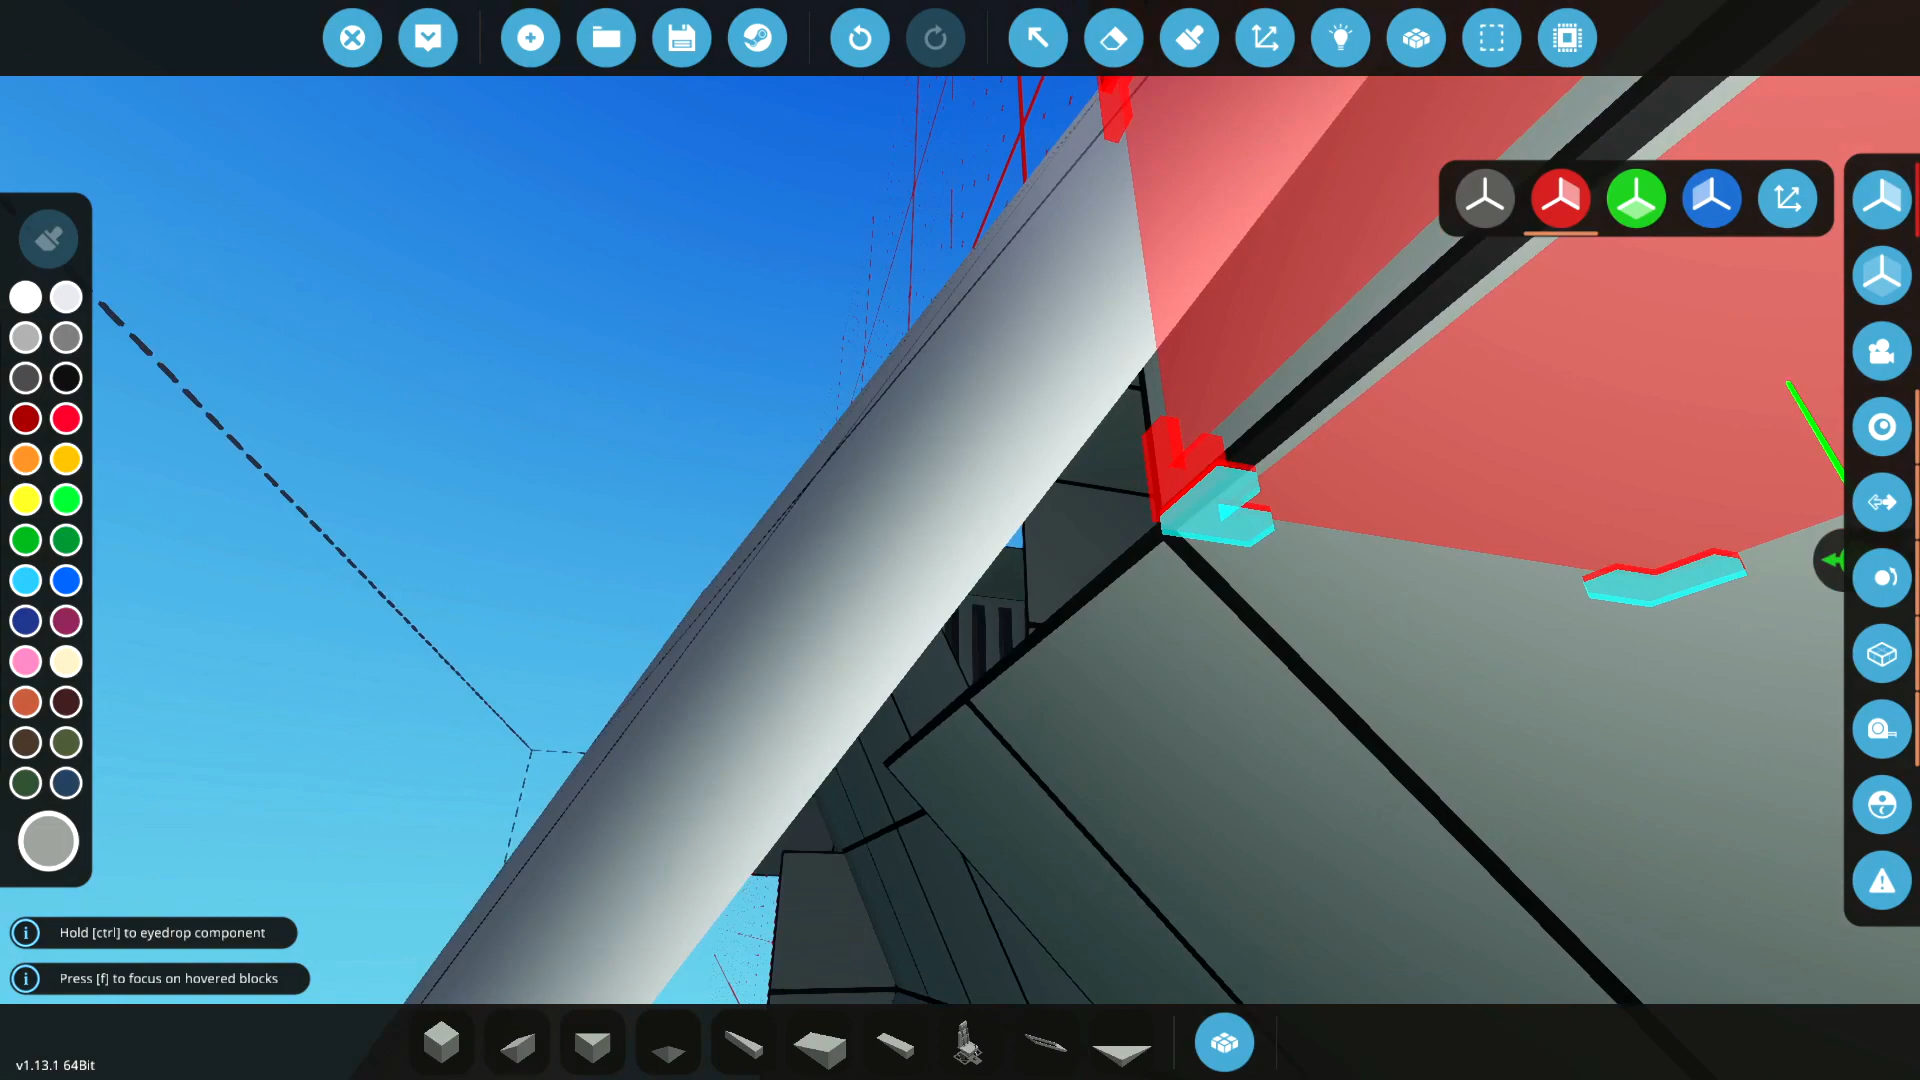 Hold [ctrl] to eyedrop component
Press [f] to focus on hovered blocks
v1.13.1 64Bit